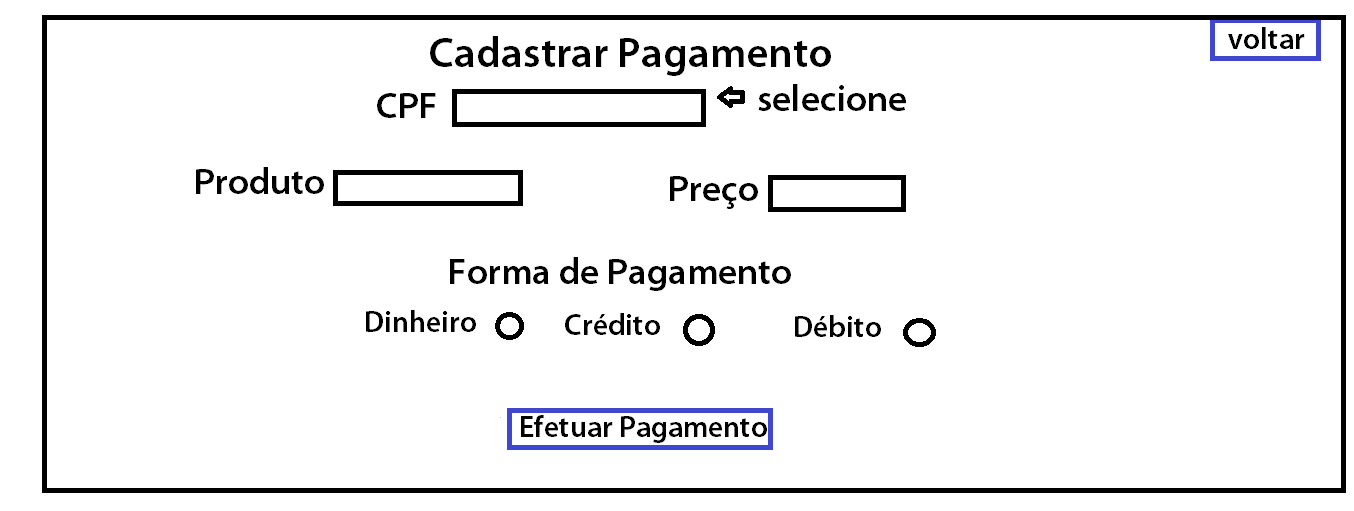 voltar
Cadastrar Pagamento
CPF selecione
Produto Preço
Forma de Pagamento
Dinheiro Crédito Débito
Efetuar Pagamento